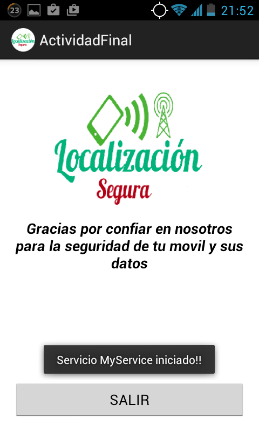 23
21:52
ActividadFinal
Localización
Segura
Gracias por confiar en nosotros
para la seguridad de tu movil y sus
datos
Servicio MyService iniciado!!
SALIR